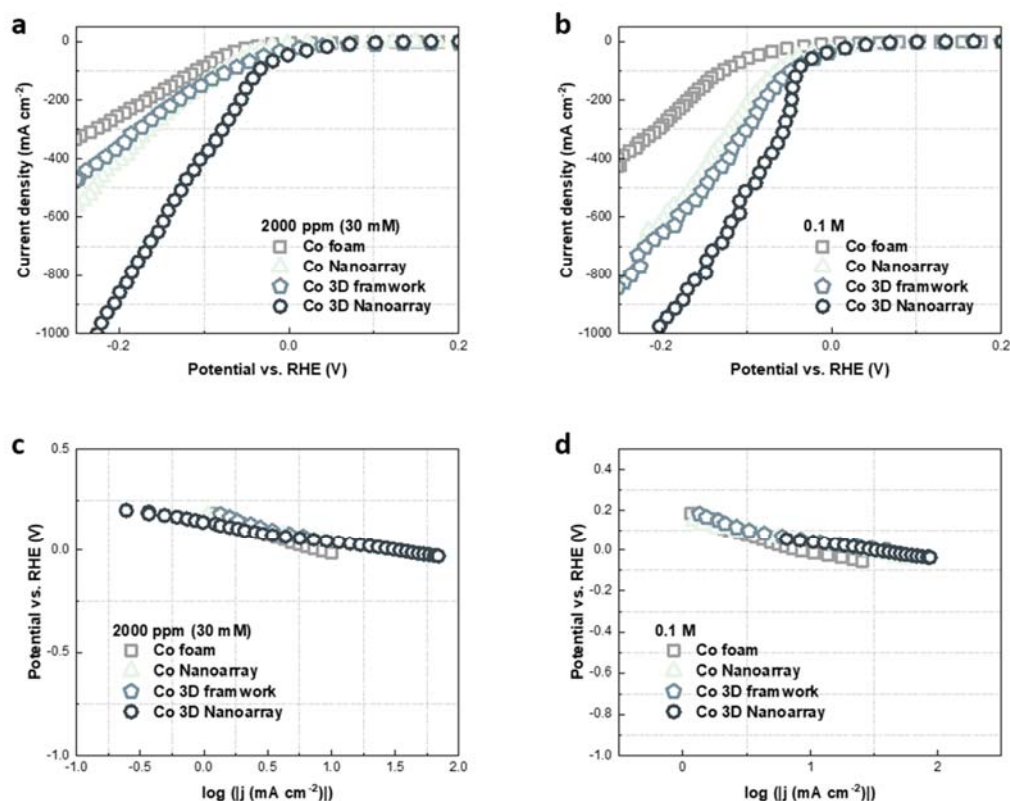 a
0
-200
-400
-600
-800
-1000
Current density (mA cm⁻²)
2000 ppm (30 mM)
Co foam
Co Nanoarray
Co 3D framwork
Co 3D Nanoarray
-0.2
0.0
0.2
Potential vs. RHE (V)
b
0
-200
-400
-600
-800
-1000
Current density (mA cm⁻²)
0.1 M
Co foam
Co Nanoarray
Co 3D framwork
Co 3D Nanoarray
-0.2
0.0
0.2
Potential vs. RHE (V)
c
0.5
0.0
-0.5
-1.0
Potential vs. RHE (V)
2000 ppm (30 mM)
Co foam
Co Nanoarray
Co 3D framwork
Co 3D Nanoarray
-1.0
-0.5
0.0
0.5
1.0
1.5
2.0
log (|j (mA cm⁻²)|)
d
0.4
0.2
0.0
-0.2
-0.4
-0.6
-0.8
-1.0
Potential vs. RHE (V)
0.1 M
Co foam
Co Nanoarray
Co 3D framwork
Co 3D Nanoarray
0
1
2
log (|j (mA cm⁻²)|)